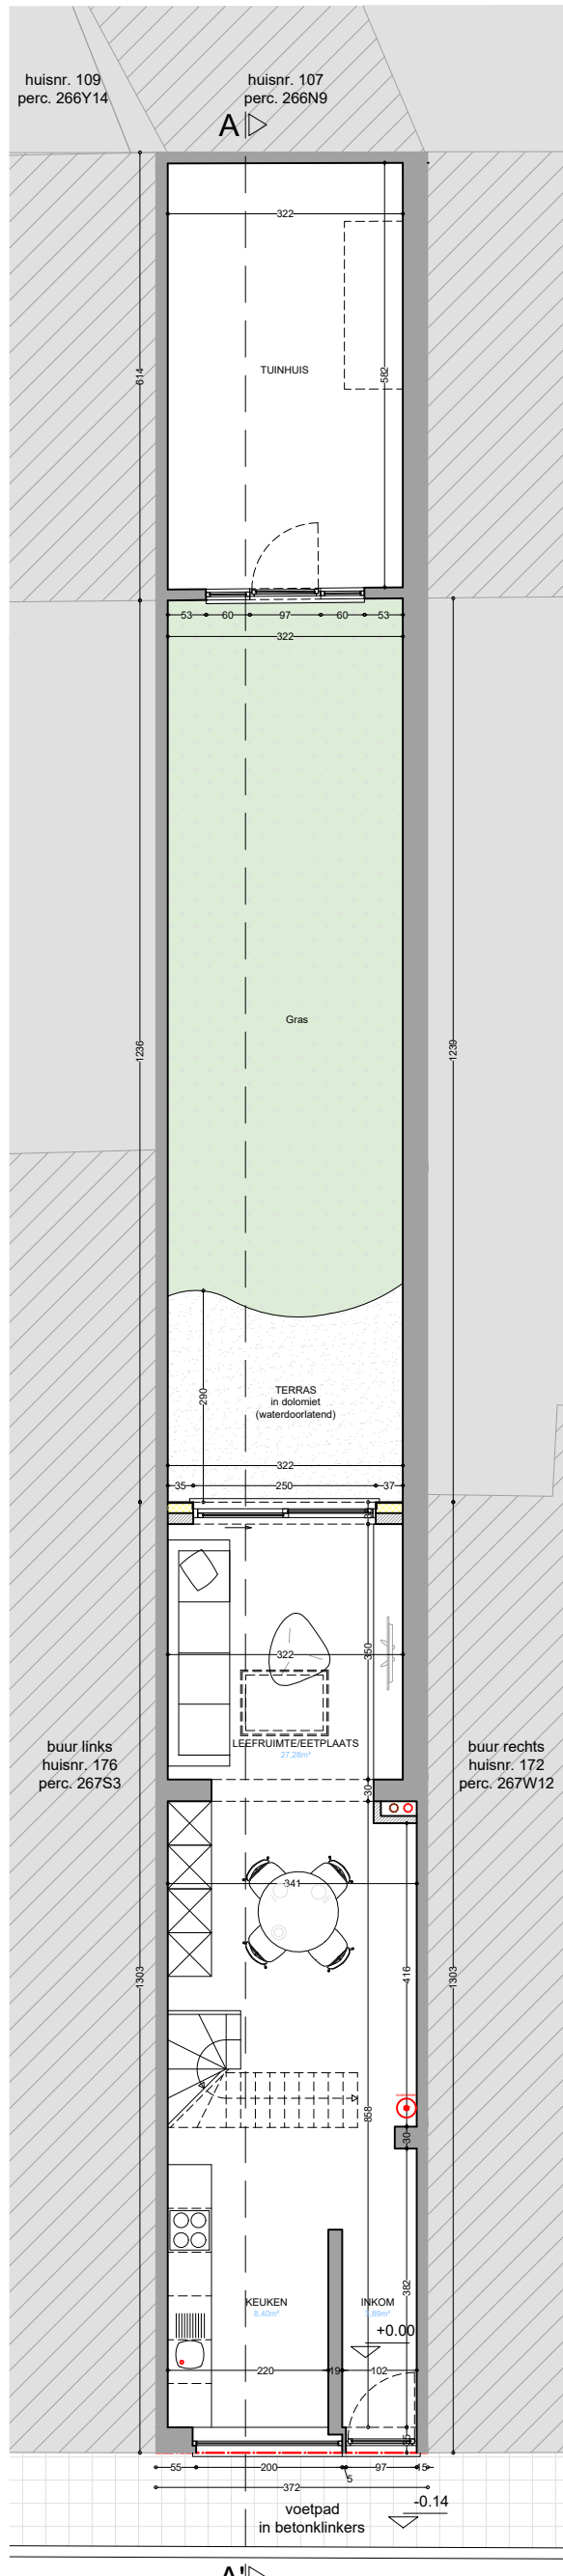 huisnr. 109
perc. 266Y14
huisnr. 107
perc. 266N9
A
322
614
582
TUINHUIS
53 60 97 60 53
322
Gras
1236
1239
290
TERRAS
in dolomiet
(waterdoorlatend)
322
35 250 37
322
350
LEEFRUIMTE/EETPLAATS
27,28m²
buur links
huisnr. 176
perc. 267S3
buur rechts
huisnr. 172
perc. 267W12
30
341
1303
416
1303
858
30
382
KEUKEN
8,40m²
INKOM
+0.00
220 19 102
55 200 5 97 15
372
-0.14
voetpad
in betonklinkers
A'